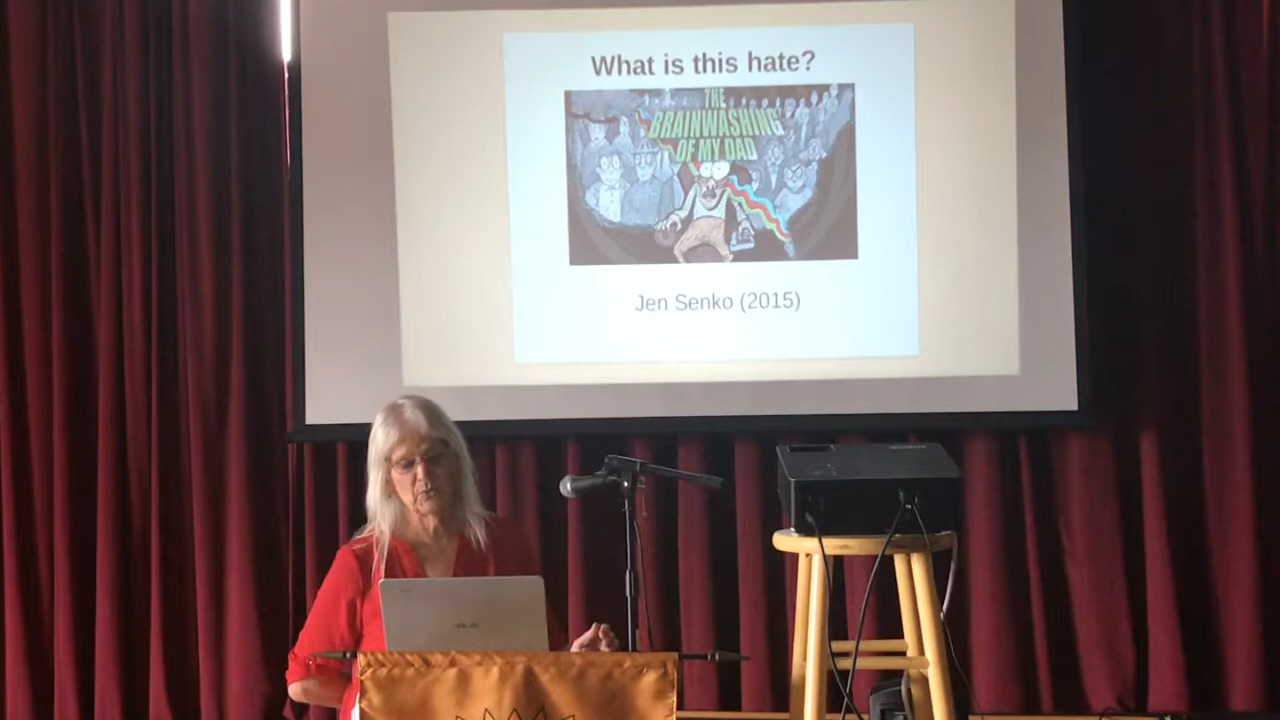 What is this hate?
THE
BRAINWASHING
OF MY DAD
Jen Senko (2015)